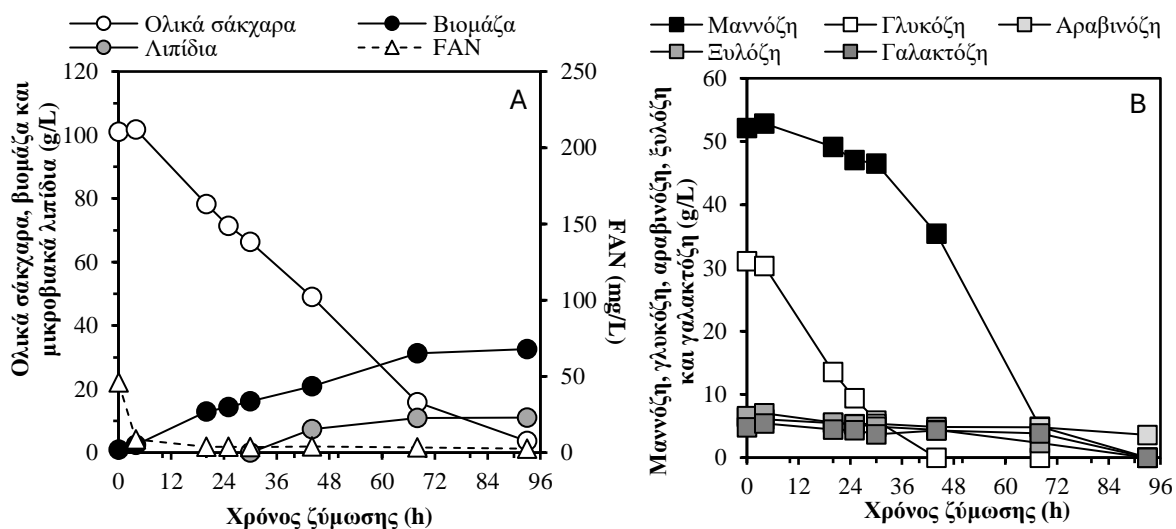 Ολικά σάκχαρα Βιομάζα
Λιπίδια FAN
120
100
80
60
40
20
0
250
200
150
100
50
0
A
Ολικά σάκχαρα, βιομάζα και
μικροβιακά λιπίδια (g/L)
FAN (mg/L)
0 12 24 36 48 60 72 84 96
Χρόνος ζύμωσης (h)
Μαννόζη Γλυκόζη Αραβινόζη
Ξυλόζη Γαλακτόζη
60
50
40
30
20
10
0
B
Μαννόζη, γλυκόζη, αραβινόζη, ξυλόζη
και γαλακτόζη (g/L)
0 12 24 36 48 60 72 84 96
Χρόνος ζύμωσης (h)